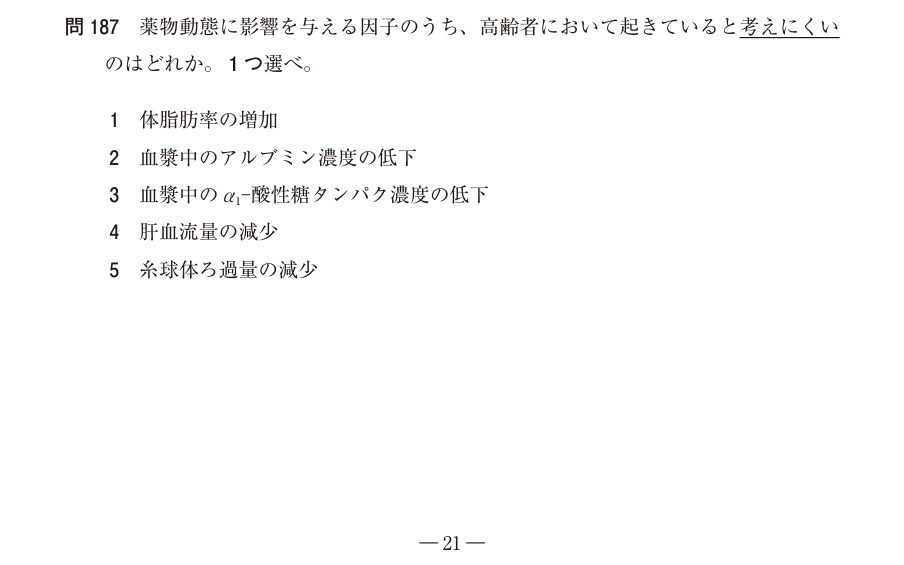 問 187　薬物動態に影響を与える因子のうち、高齢者において起きていると考えにくい
のはどれか。1つ選べ。
1　体脂肪率の増加
2　血漿中のアルブミン濃度の低下
3　血漿中の α₁-酸性糖タンパク濃度の低下
4　肝血流量の減少
5　糸球体ろ過量の減少
— 21 —